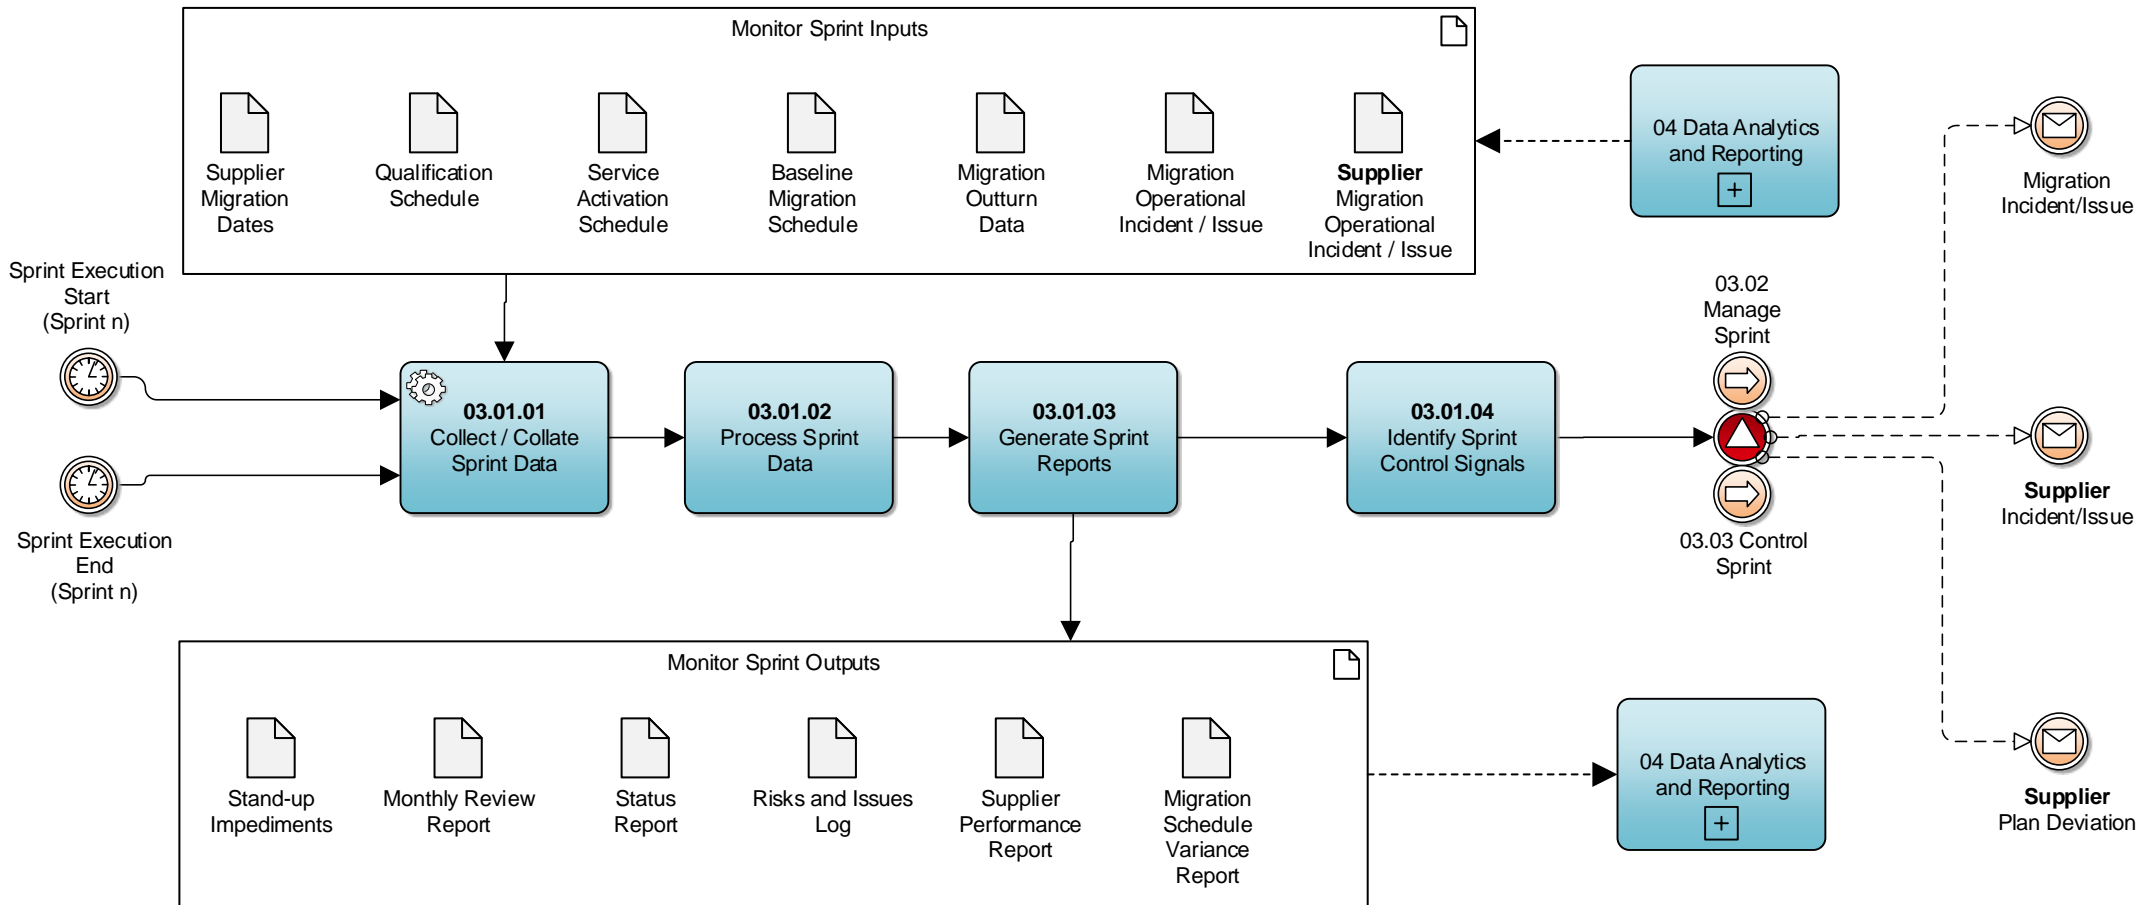 Monitor Sprint Inputs
Supplier
Migration
Dates
Qualification
Schedule
Service
Activation
Schedule
Baseline
Migration
Schedule
Migration
Outturn
Data
Migration
Operational
Incident / Issue
Supplier
Migration
Operational
Incident / Issue
04 Data Analytics
and Reporting
Migration
Incident/Issue
Sprint Execution
Start
(Sprint n)
Sprint Execution
End
(Sprint n)
03.01.01
Collect / Collate
Sprint Data
03.01.02
Process Sprint
Data
03.01.03
Generate Sprint
Reports
03.01.04
Identify Sprint
Control Signals
03.02
Manage
Sprint
03.03 Control
Sprint
Supplier
Incident/Issue
Monitor Sprint Outputs
Stand-up
Impediments
Monthly Review
Report
Status
Report
Risks and Issues
Log
Supplier
Performance
Report
Migration
Schedule
Variance
Report
04 Data Analytics
and Reporting
Supplier
Plan Deviation